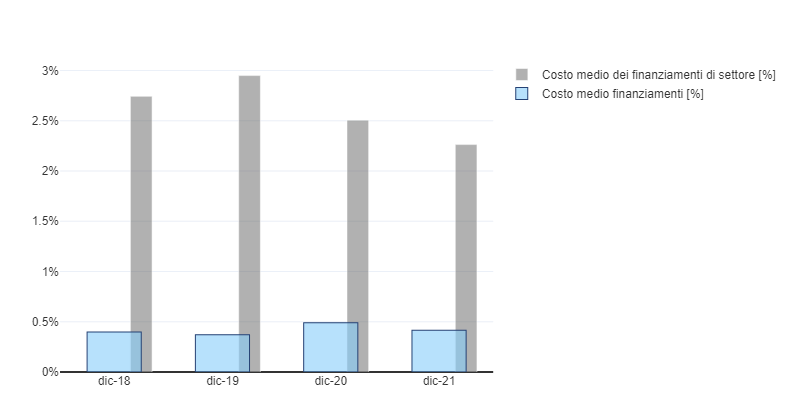 3%
2.5%
2%
1.5%
1%
0.5%
0%
dic-18
dic-19
dic-20
dic-21
Costo medio dei finanziamenti di settore [%]
Costo medio finanziamenti [%]